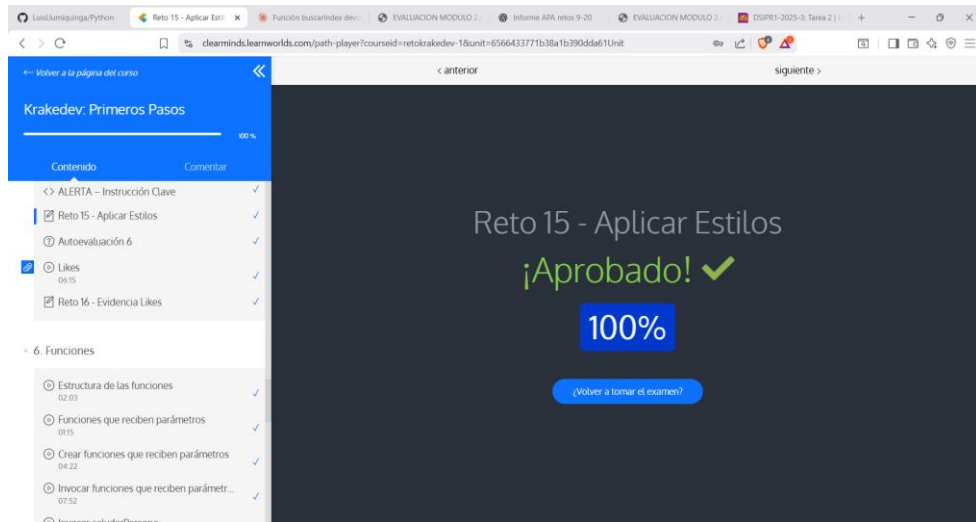 LuisLlumiquinga/Python
Reto 15 - Aplicar Estil
Función buscarIndex devo
EVALUACION MODULO 2
Informe APA retos 9-20
EVALUACION MODULO 2
DSIPR1-2025-3: Tarea 2 |
clearminds.learnworlds.com/path-player?courseid=retokrakedev-1&unit=6566433771b38a1b390dda61Unit
← Volver a la página del curso
< anterior
siguiente >
Krakedev: Primeros Pasos
100 %
Contenido
Comentar
<> ALERTA – Instrucción Clave
Reto 15 - Aplicar Estilos
Autoevaluación 6
Likes
06:15
Reto 16 - Evidencia Likes
6. Funciones
Estructura de las funciones
02:03
Funciones que reciben parámetros
01:15
Crear funciones que reciben parámetros
04:22
Invocar funciones que reciben parámetr...
07:52
Invocar saludarPersona
Reto 15 - Aplicar Estilos
¡Aprobado!
100%
¿Volver a tomar el examen?